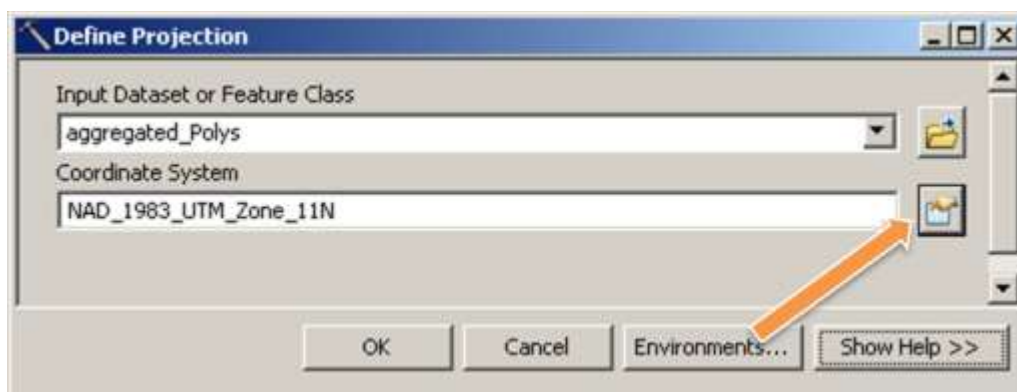 Define Projection
Input Dataset or Feature Class
aggregated_Polys
Coordinate System
NAD_1983_UTM_Zone_11N
OK Cancel Environments... Show Help >>